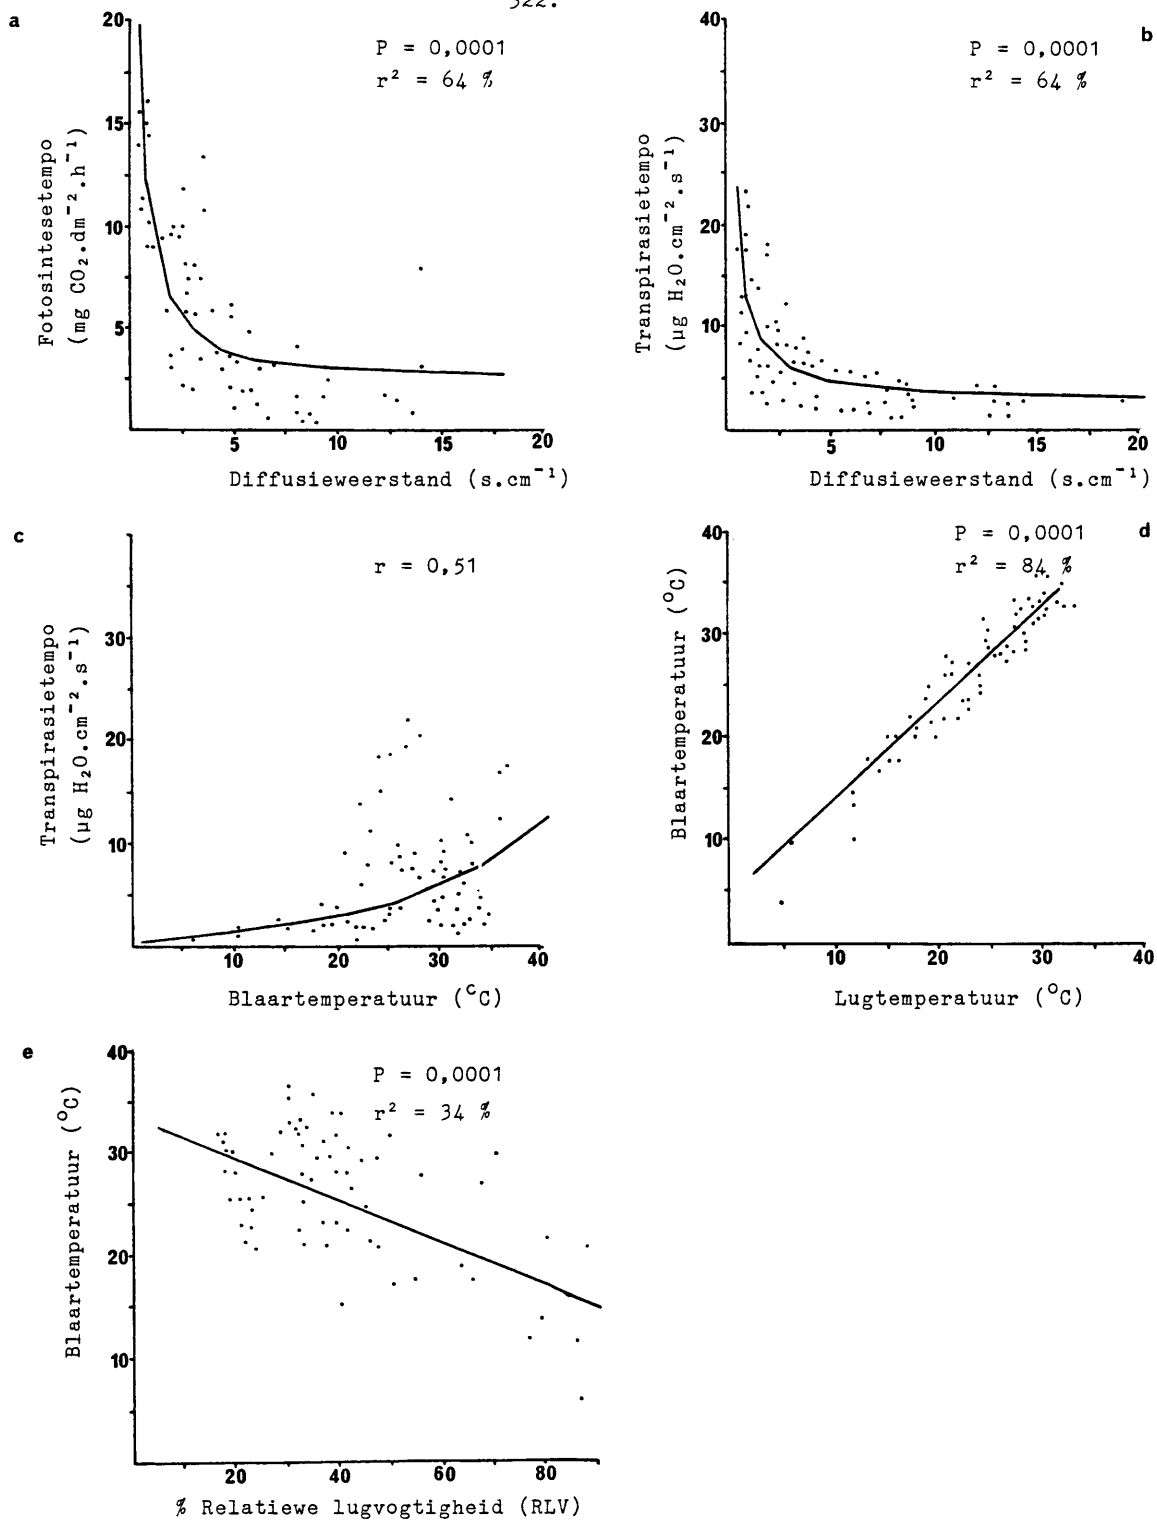 322.
a
20
15
10
5
P = 0,0001
r² = 64 %
Fotosintesetempo
(mg CO₂.dm⁻².h⁻¹)
5 10 15 20
Diffusieweerstand (s.cm⁻¹)
b
40
30
20
10
P = 0,0001
r² = 64 %
Transpirasietempo
(µg H₂O.cm⁻².s⁻¹)
5 10 15 20
Diffusieweerstand (s.cm⁻¹)
c
30
20
10
r = 0,51
Transpirasietempo
(µg H₂O.cm⁻².s⁻¹)
10 20 30 40
Blaartemperatuur (°C)
d
40
30
20
10
P = 0,0001
r² = 84 %
Blaartemperatuur (°C)
10 20 30 40
Lugtemperatuur (°C)
e
40
30
20
10
P = 0,0001
r² = 34 %
Blaartemperatuur (°C)
20 40 60 80
% Relatiewe lugvogtigheid (RLV)